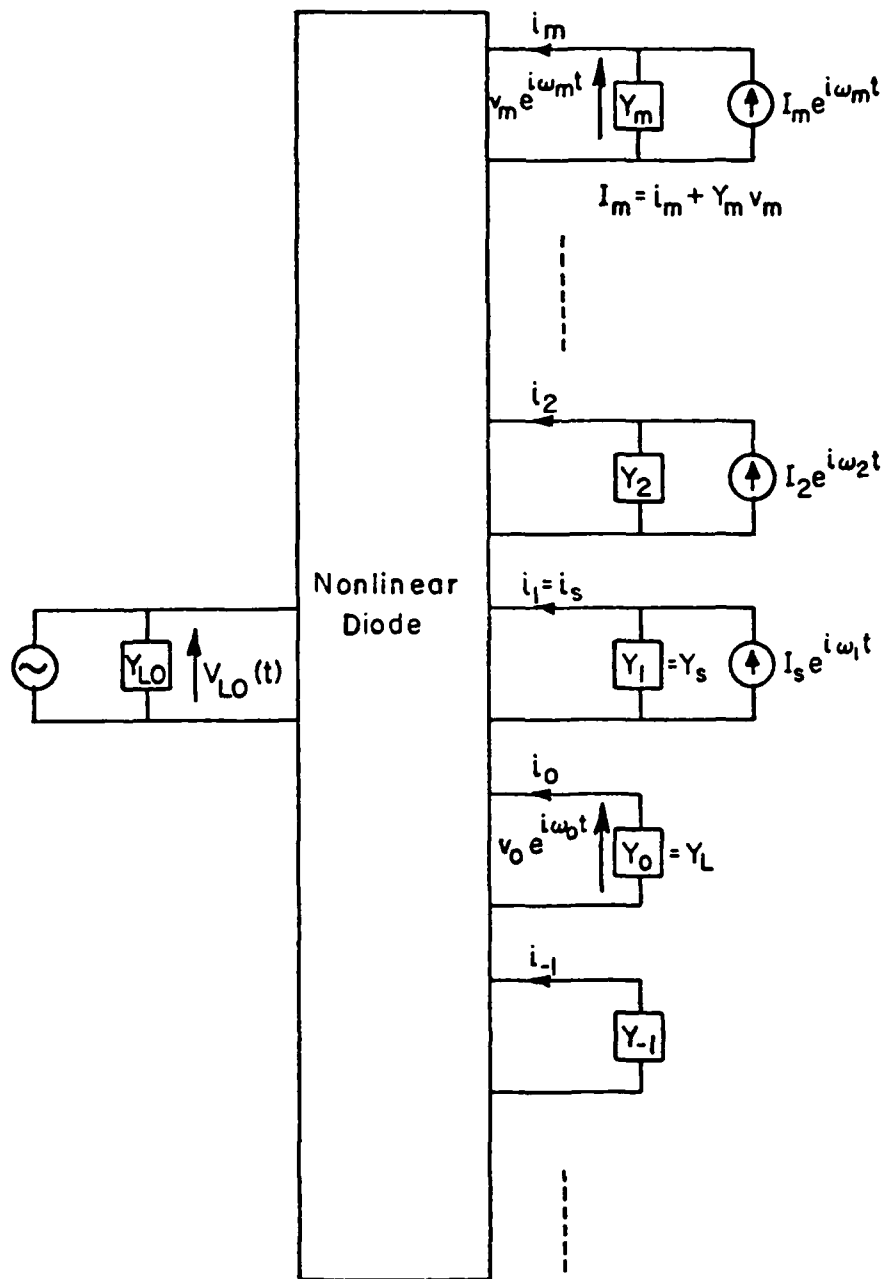 i_m
v_m e^{iω_m t}
Y_m
I_m e^{iω_m t}
I_m = i_m + Y_m v_m
i_2
Y_2
I_2 e^{iω_2 t}
Nonlinear
Diode
i_1 = i_s
Y_1 = Y_s
I_s e^{iω_1 t}
~
Y_LO
V_LO (t)
i_0
v_0 e^{iω_0 t}
Y_0 = Y_L
i_-1
Y_-1